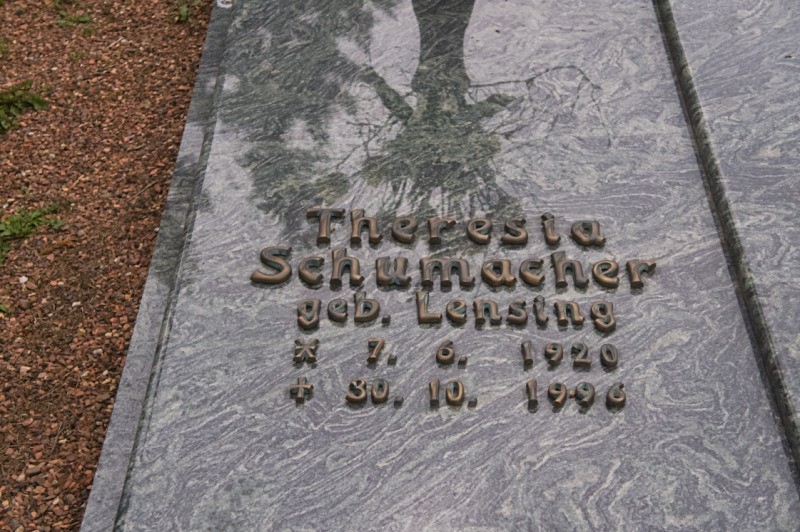 Theresia
Schumacher
geb. Lensing
* 7. 6. 1920
+ 30. 10. 1996